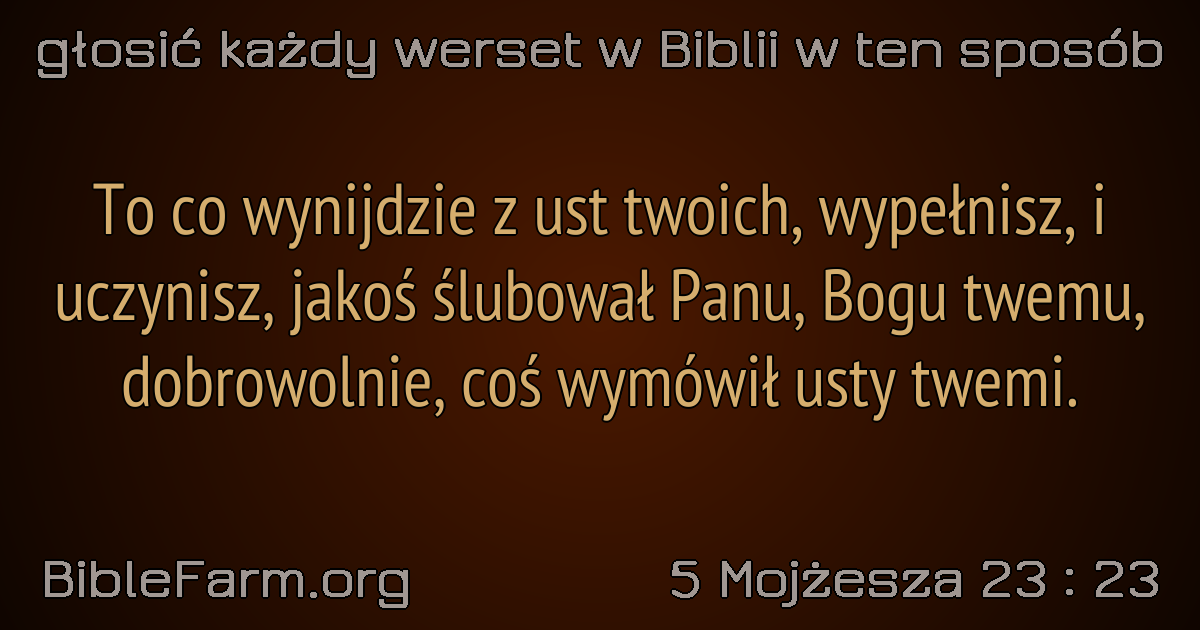 głosić każdy werset w Biblii w ten sposób
To co wynijdzie z ust twoich, wypełnisz, i
uczynisz, jakoś ślubował Panu, Bogu twemu,
dobrowolnie, coś wymówił usty twemi.
BibleFarm.org
5 Mojżesza 23 : 23